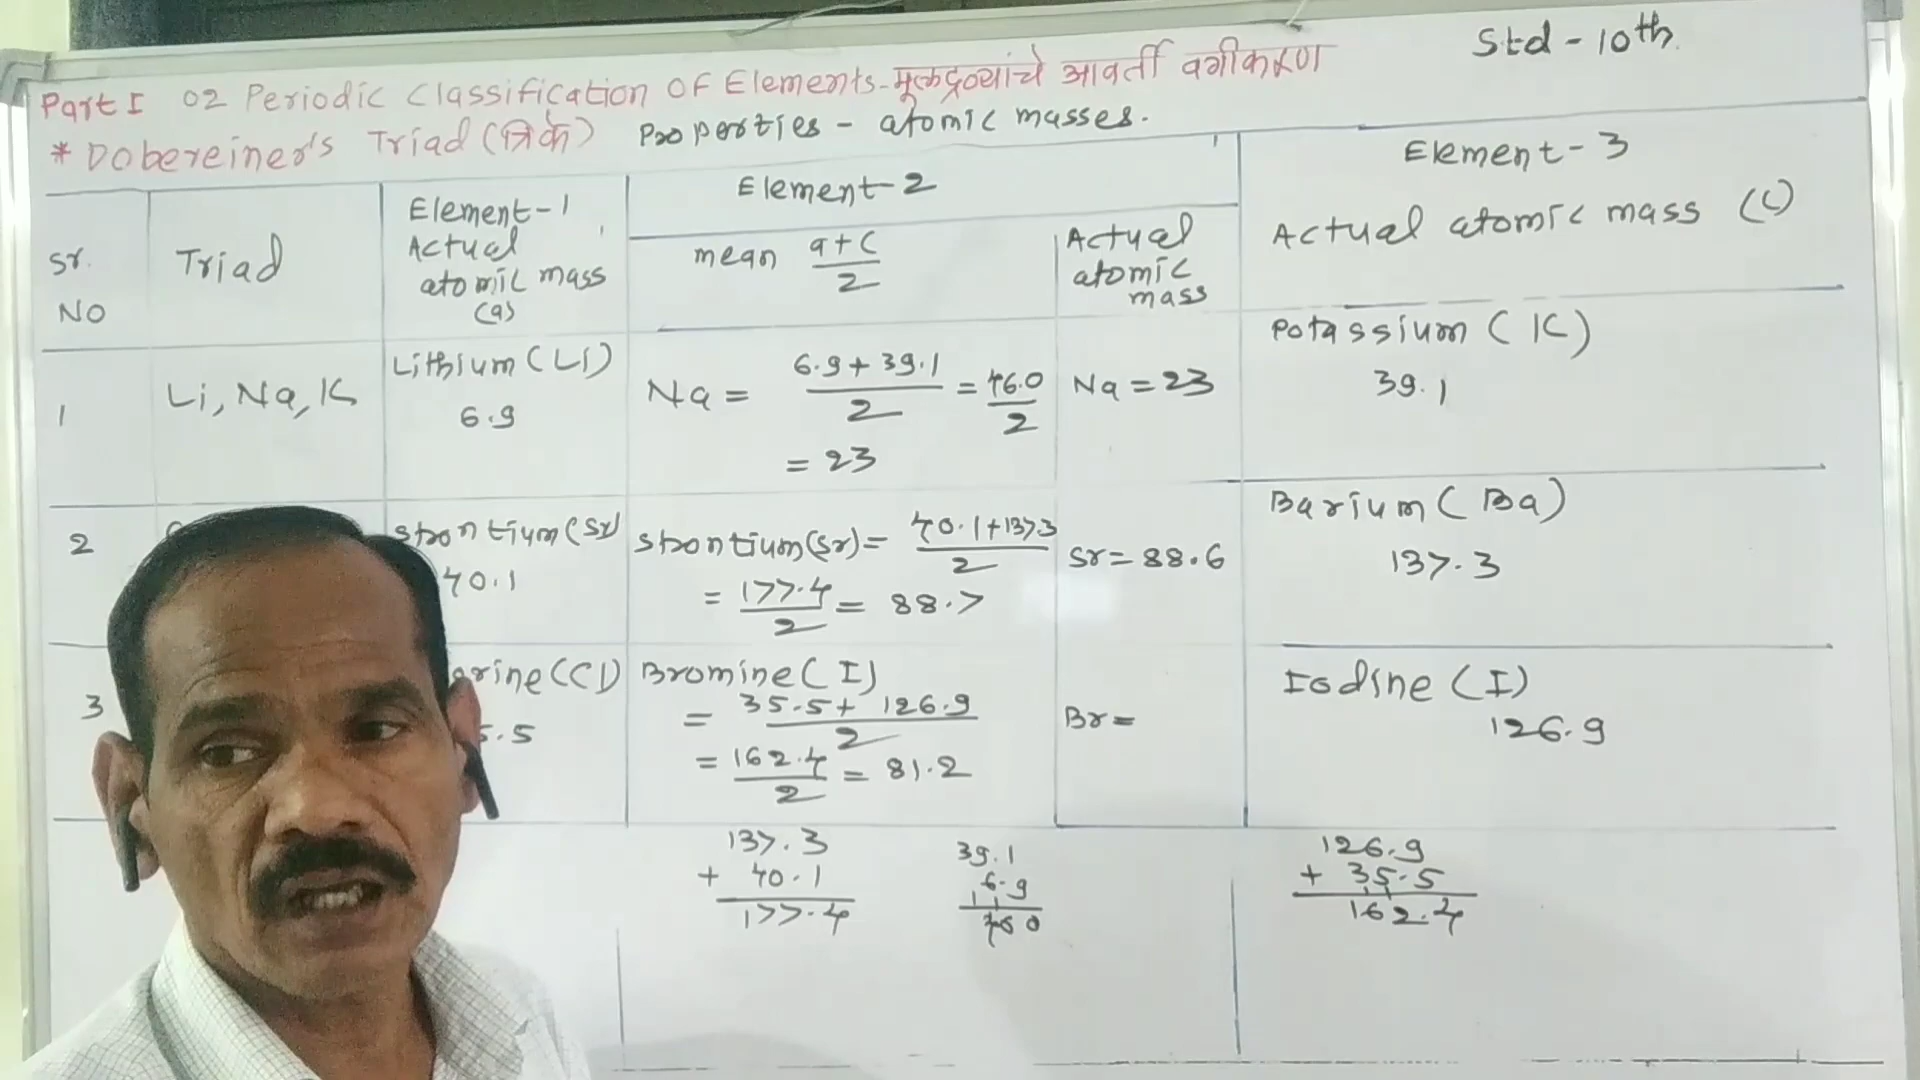 Std - 10th
Part I 02 Periodic Classification Of Elements - मूलद्रव्यांचे आवर्ती वर्गीकरण
* Dobereiner's Triad (त्रिके) Properties - atomic masses.
Sr. No
Triad
Element-1
Actual
atomic mass
(a)
Element-2
mean a+c/2
Actual
atomic
mass
Element-3
Actual atomic mass (c)
1
Li, Na, K
Lithium (Li)
6.9
Na = 6.9 + 39.1/2 = 46.0/2
= 23
Na = 23
Potassium (K)
39.1
2
Strontium (Sr)
40.1
Strontium (Sr) = 40.1+137.3/2
= 177.4/2 = 88.7
Sr = 88.6
Barium (Ba)
137.3
3
orine (Cl)
5.5
Bromine (I)
= 35.5 + 126.9/2
= 162.4/2 = 81.2
Br =
Iodine (I)
126.9
137.3
+ 40.1
177.4
39.1
6.9
126.9
+ 35.5
162.4